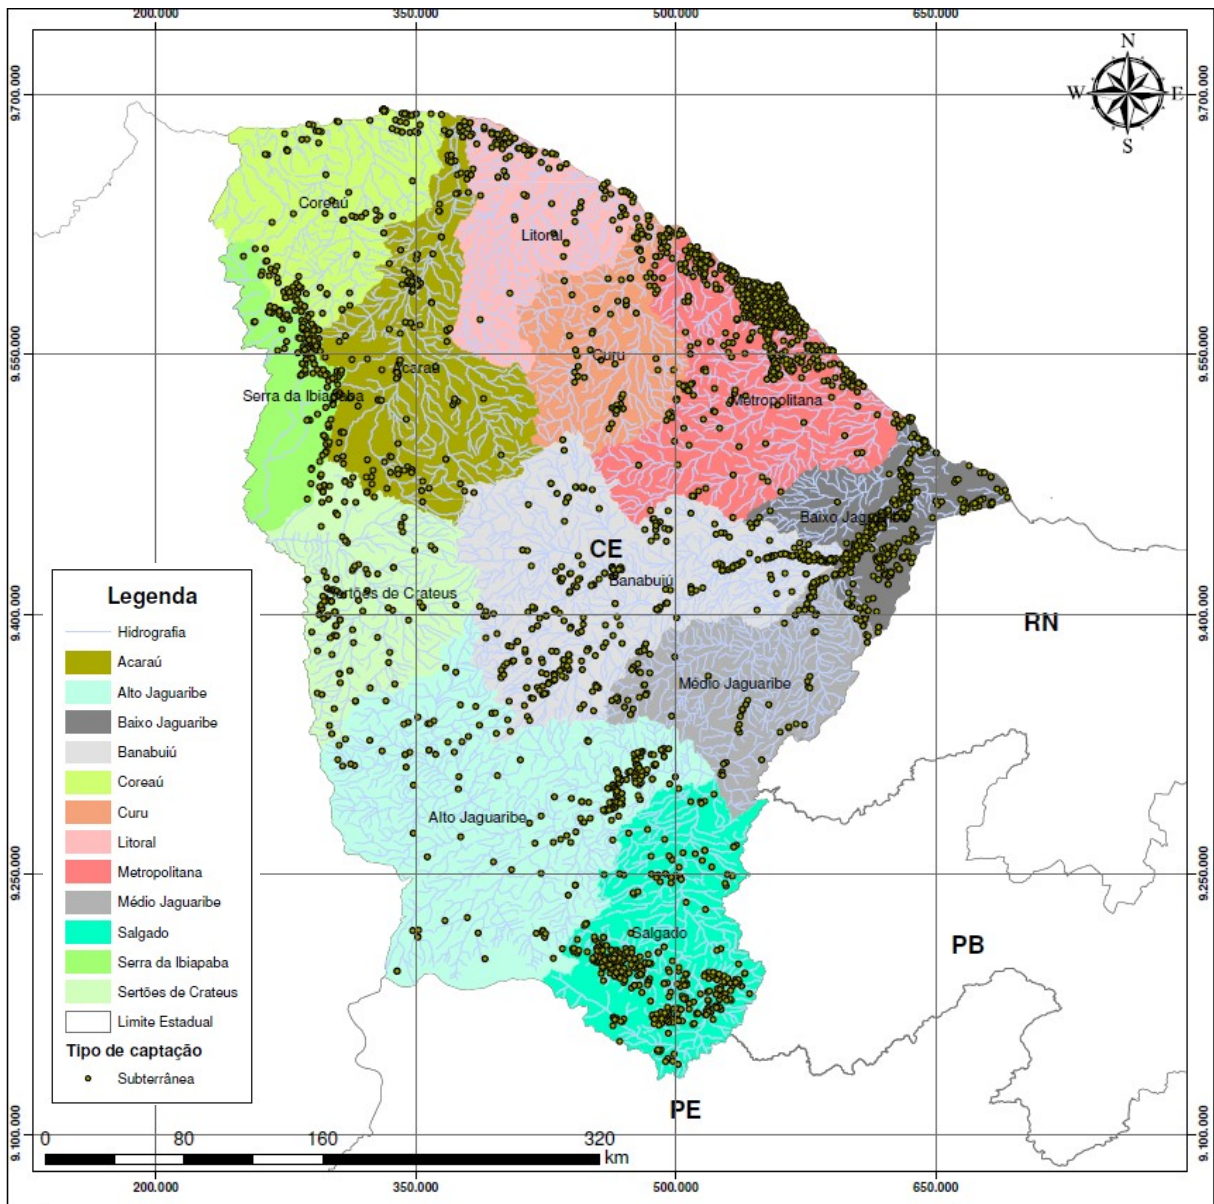 200.000 350.000 500.000 650.000
N
9.700.000 W E 9.700.000
S
Coreaú
Litoral
9.550.000 Curu 9.550.000
Acaraú
Serra da Ibiapaba Metropolitana
Baixo Jaguaribe
CE
Banabuiú
Sertões de Crateus
9.400.000 RN 9.400.000
Médio Jaguaribe
Alto Jaguaribe
9.250.000 9.250.000
Salgado
PB
PE
9.100.000 9.100.000
Legenda
Hidrografia
Acaraú
Alto Jaguaribe
Baixo Jaguaribe
Banabuiú
Coreaú
Curu
Litoral
Metropolitana
Médio Jaguaribe
Salgado
Serra da Ibiapaba
Sertões de Crateus
Limite Estadual
Tipo de captação
Subterrânea
0 80 160 320
km
200.000 350.000 500.000 650.000